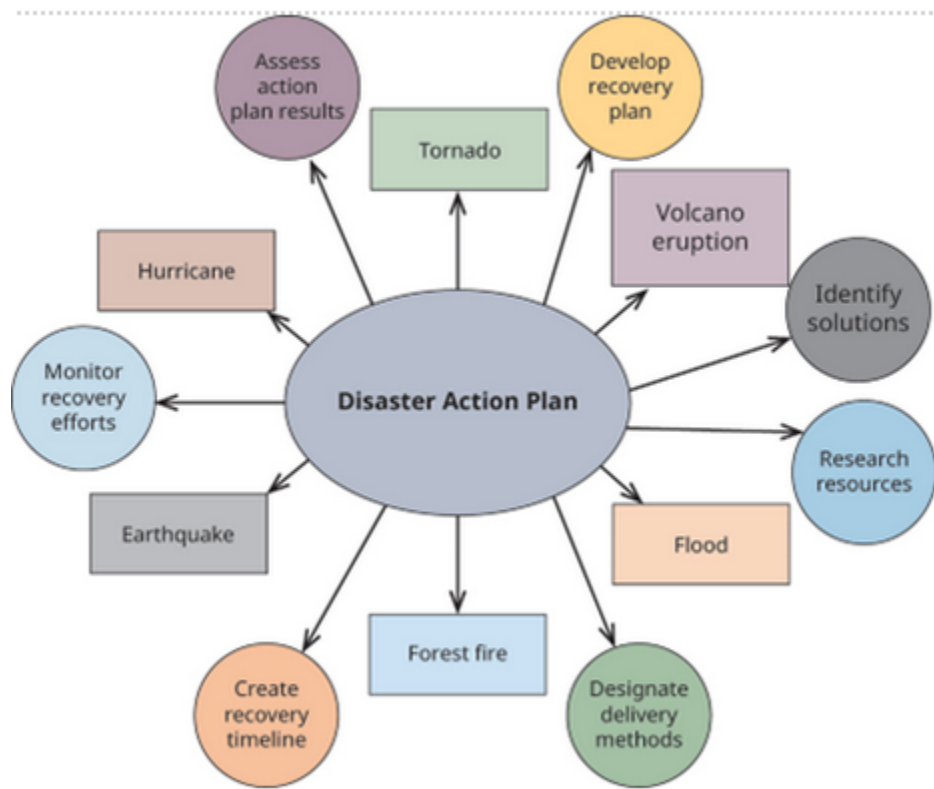 Assess
action
plan results
Develop
recovery
plan
Tornado
Volcano
eruption
Hurricane
Identify
solutions
Monitor
recovery
efforts
Disaster Action Plan
Research
resources
Earthquake
Flood
Forest fire
Create
recovery
timeline
Designate
delivery
methods